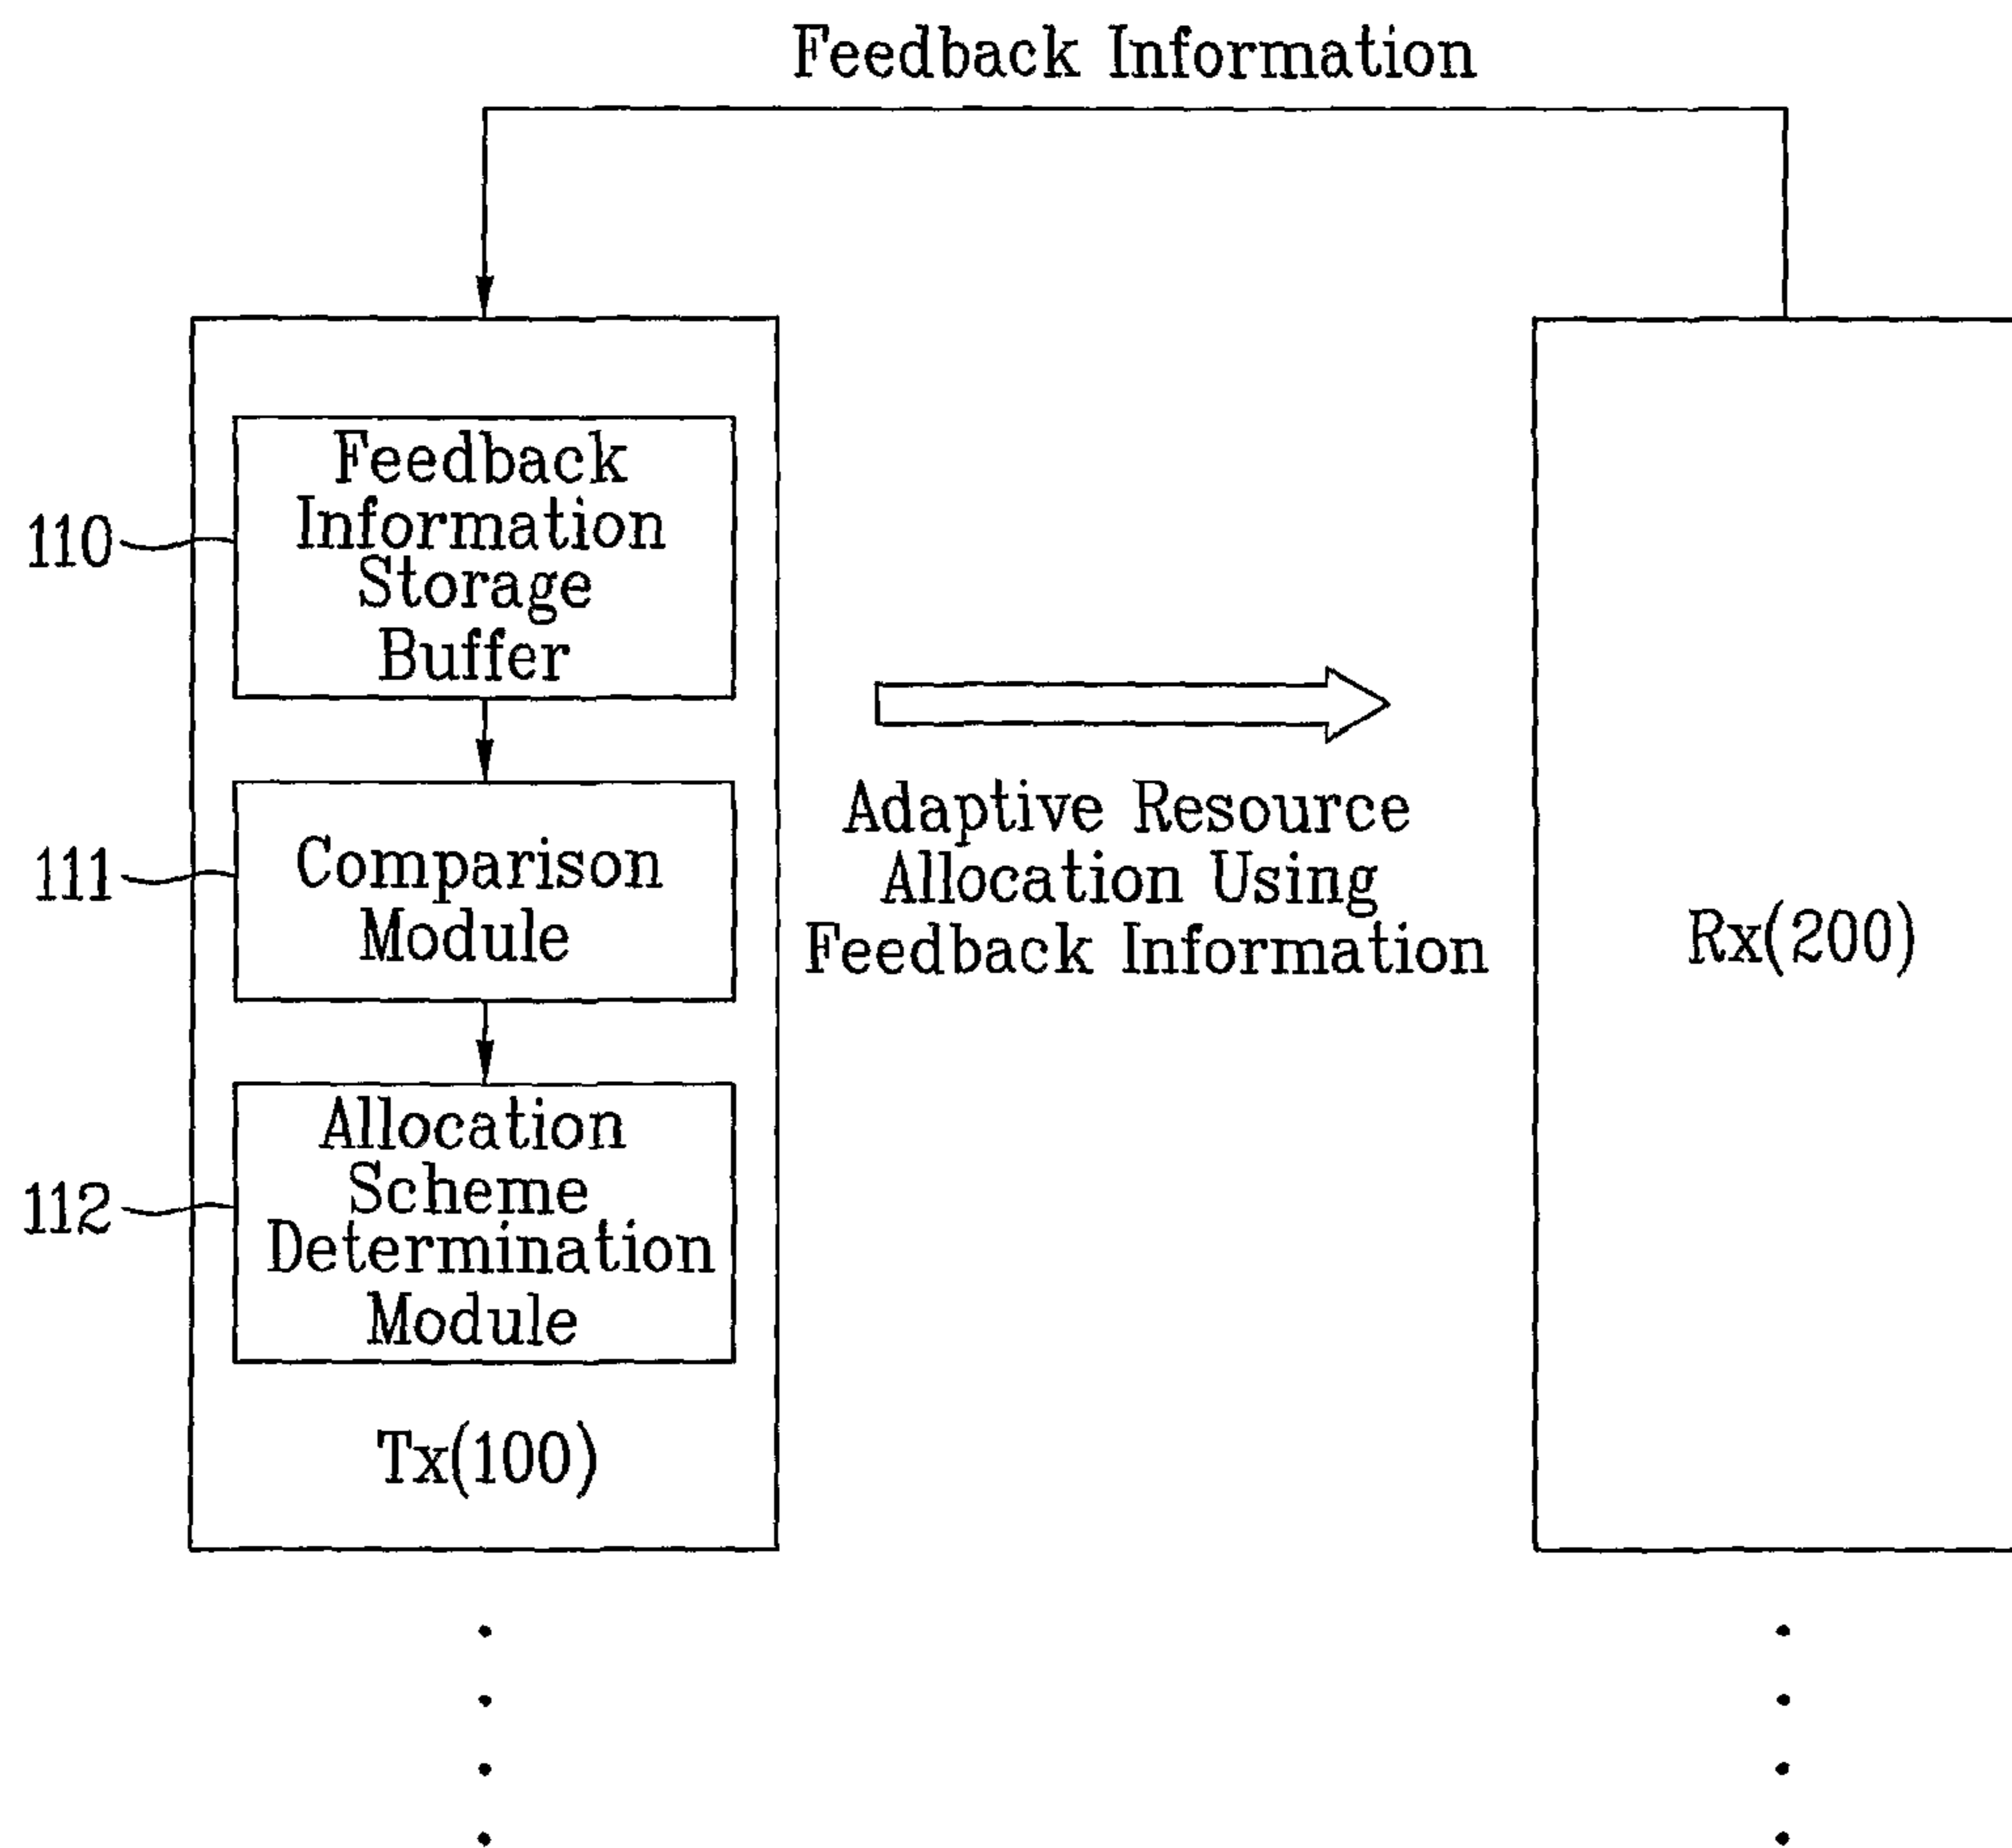 Feedback Information
110
Feedback
Information
Storage
Buffer
111
Comparison
Module
112
Allocation
Scheme
Determination
Module
Tx(100)
Adaptive Resource
Allocation Using
Feedback Information
Rx(200)